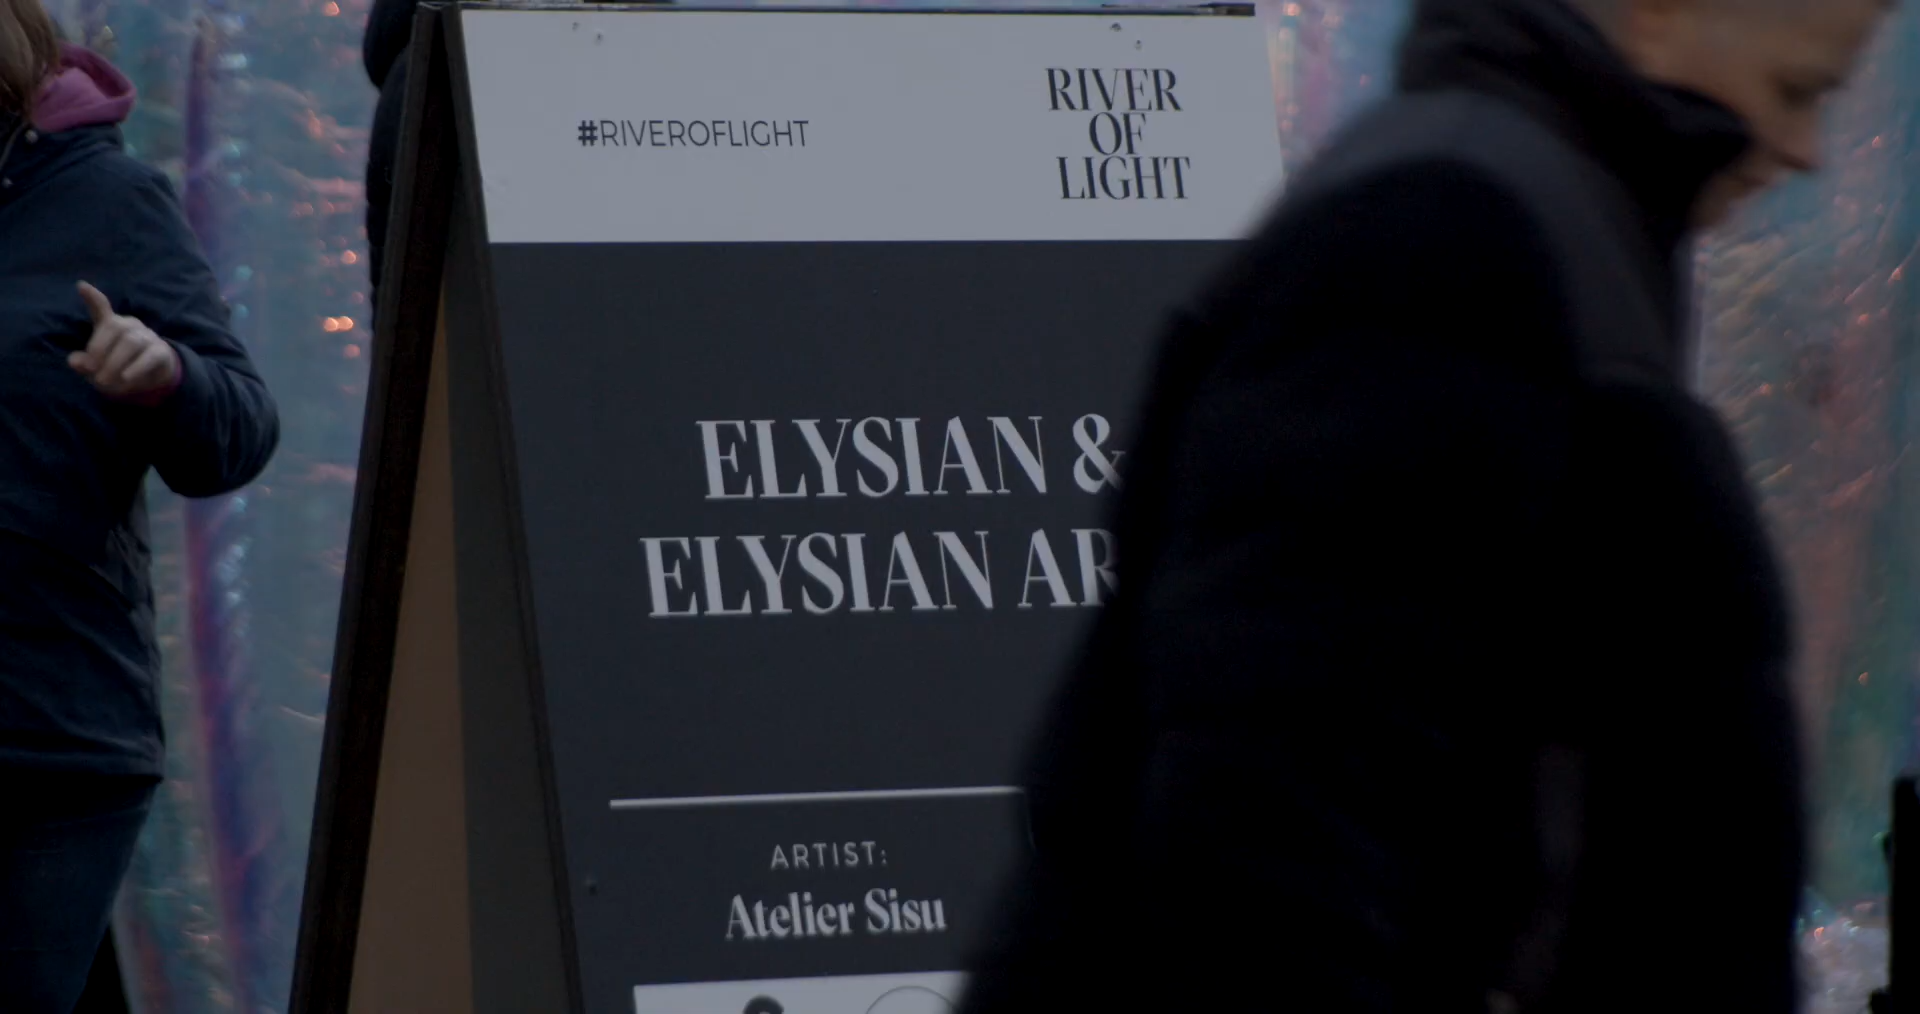 #RIVEROFLIGHT
RIVER
OF
LIGHT
ELYSIAN &
ELYSIAN
ARTIST:
Atelier Sisu